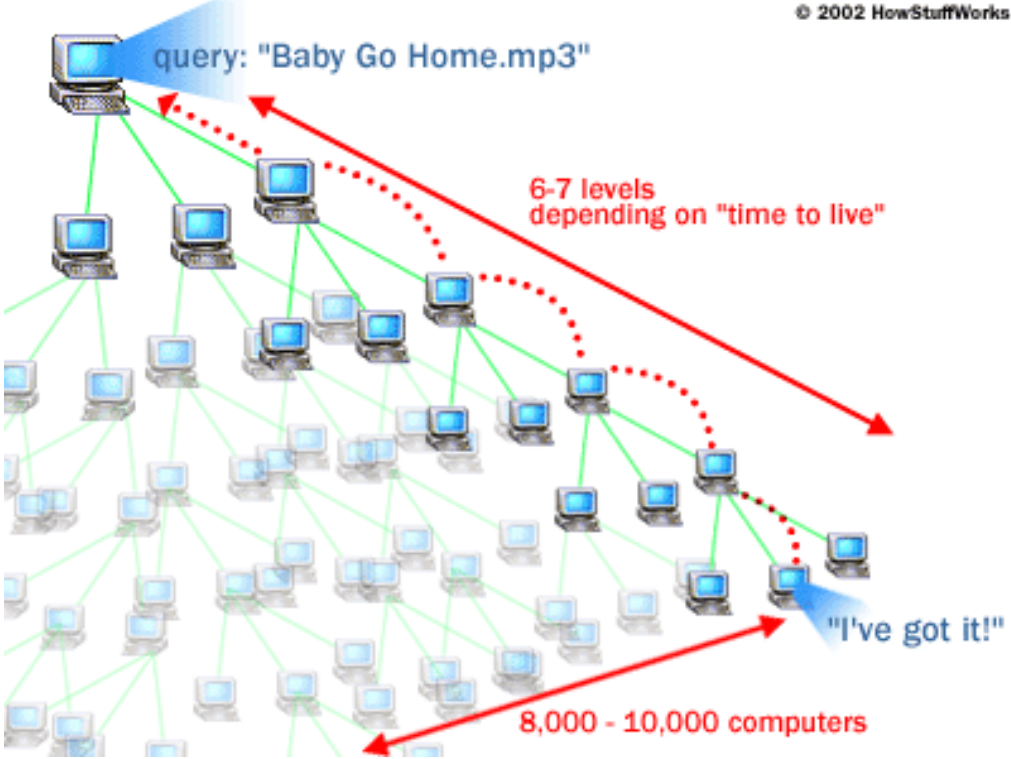 © 2002 HowStuffWorks
query: "Baby Go Home.mp3"
6-7 levels
depending on "time to live"
"I've got it!"
8,000 - 10,000 computers